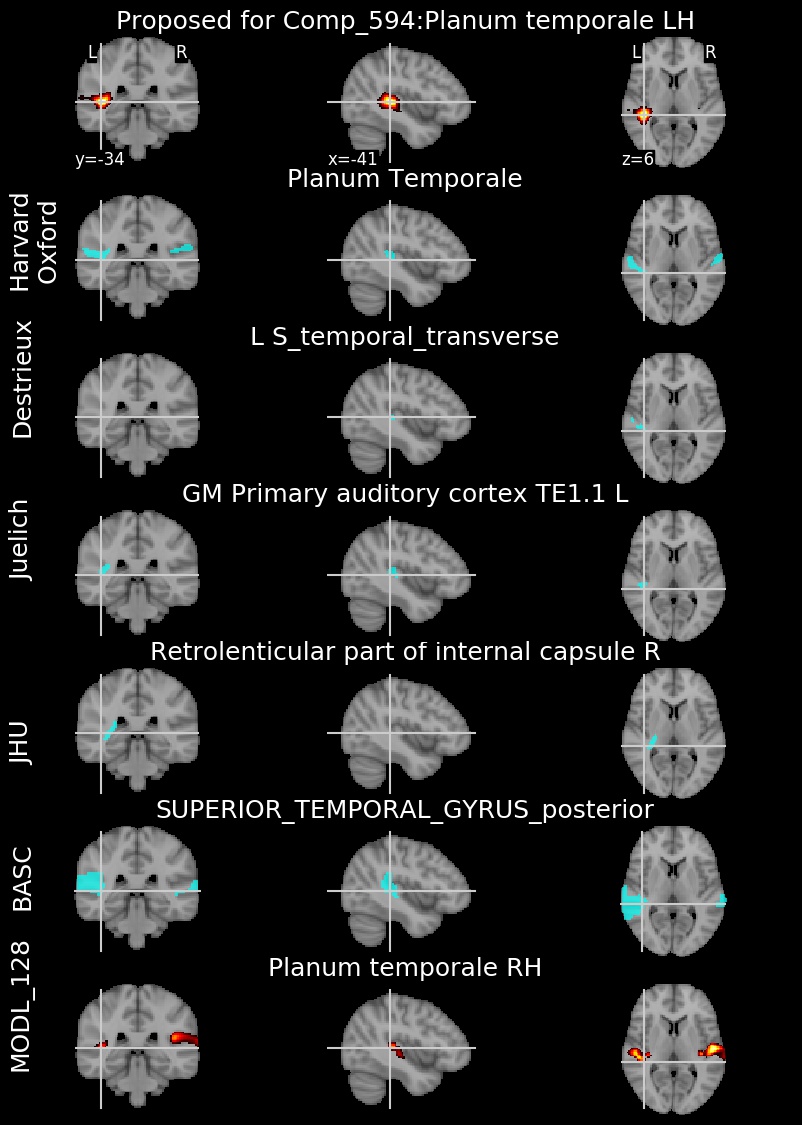 Proposed for Comp_594:Planum temporale LH
L R L R
y=-34 x=-41 z=6
Planum Temporale
Harvard
Oxford
L S_temporal_transverse
Destrieux
GM Primary auditory cortex TE1.1 L
Juelich
Retrolenticular part of internal capsule R
JHU
SUPERIOR_TEMPORAL_GYRUS_posterior
BASC
Planum temporale RH
MODL_128